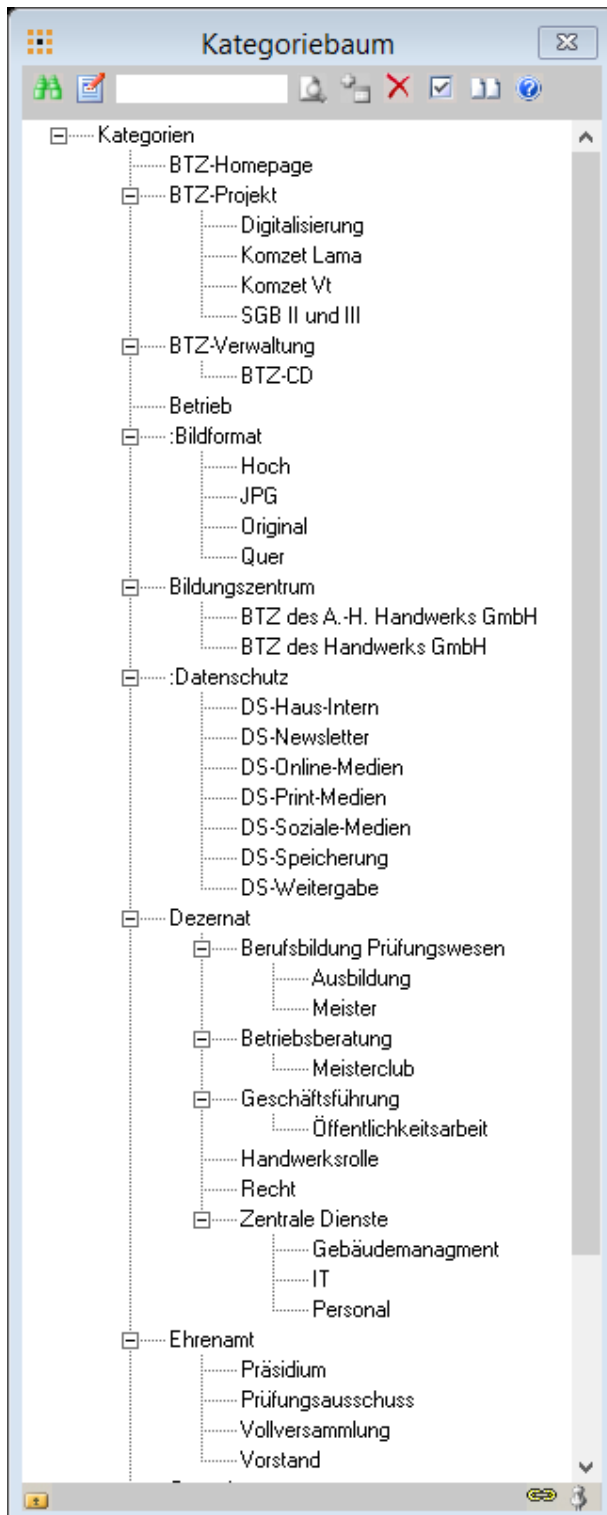 Kategoriebaum
Kategorien
BTZ-Homepage
BTZ-Projekt
Digitalisierung
Komzet Lama
Komzet Vt
SGB II und III
BTZ-Verwaltung
BTZ-CD
Betrieb
:Bildformat
Hoch
JPG
Original
Quer
Bildungszentrum
BTZ des A.-H. Handwerks GmbH
BTZ des Handwerks GmbH
:Datenschutz
DS-Haus-Intern
DS-Newsletter
DS-Online-Medien
DS-Print-Medien
DS-Soziale-Medien
DS-Speicherung
DS-Weitergabe
Dezernat
Berufsbildung Prüfungswesen
Ausbildung
Meister
Betriebsberatung
Meisterclub
Geschäftsführung
Öffentlichkeitsarbeit
Handwerksrolle
Recht
Zentrale Dienste
Gebäudemanagment
IT
Personal
Ehrenamt
Präsidium
Prüfungsausschuss
Vollversammlung
Vorstand